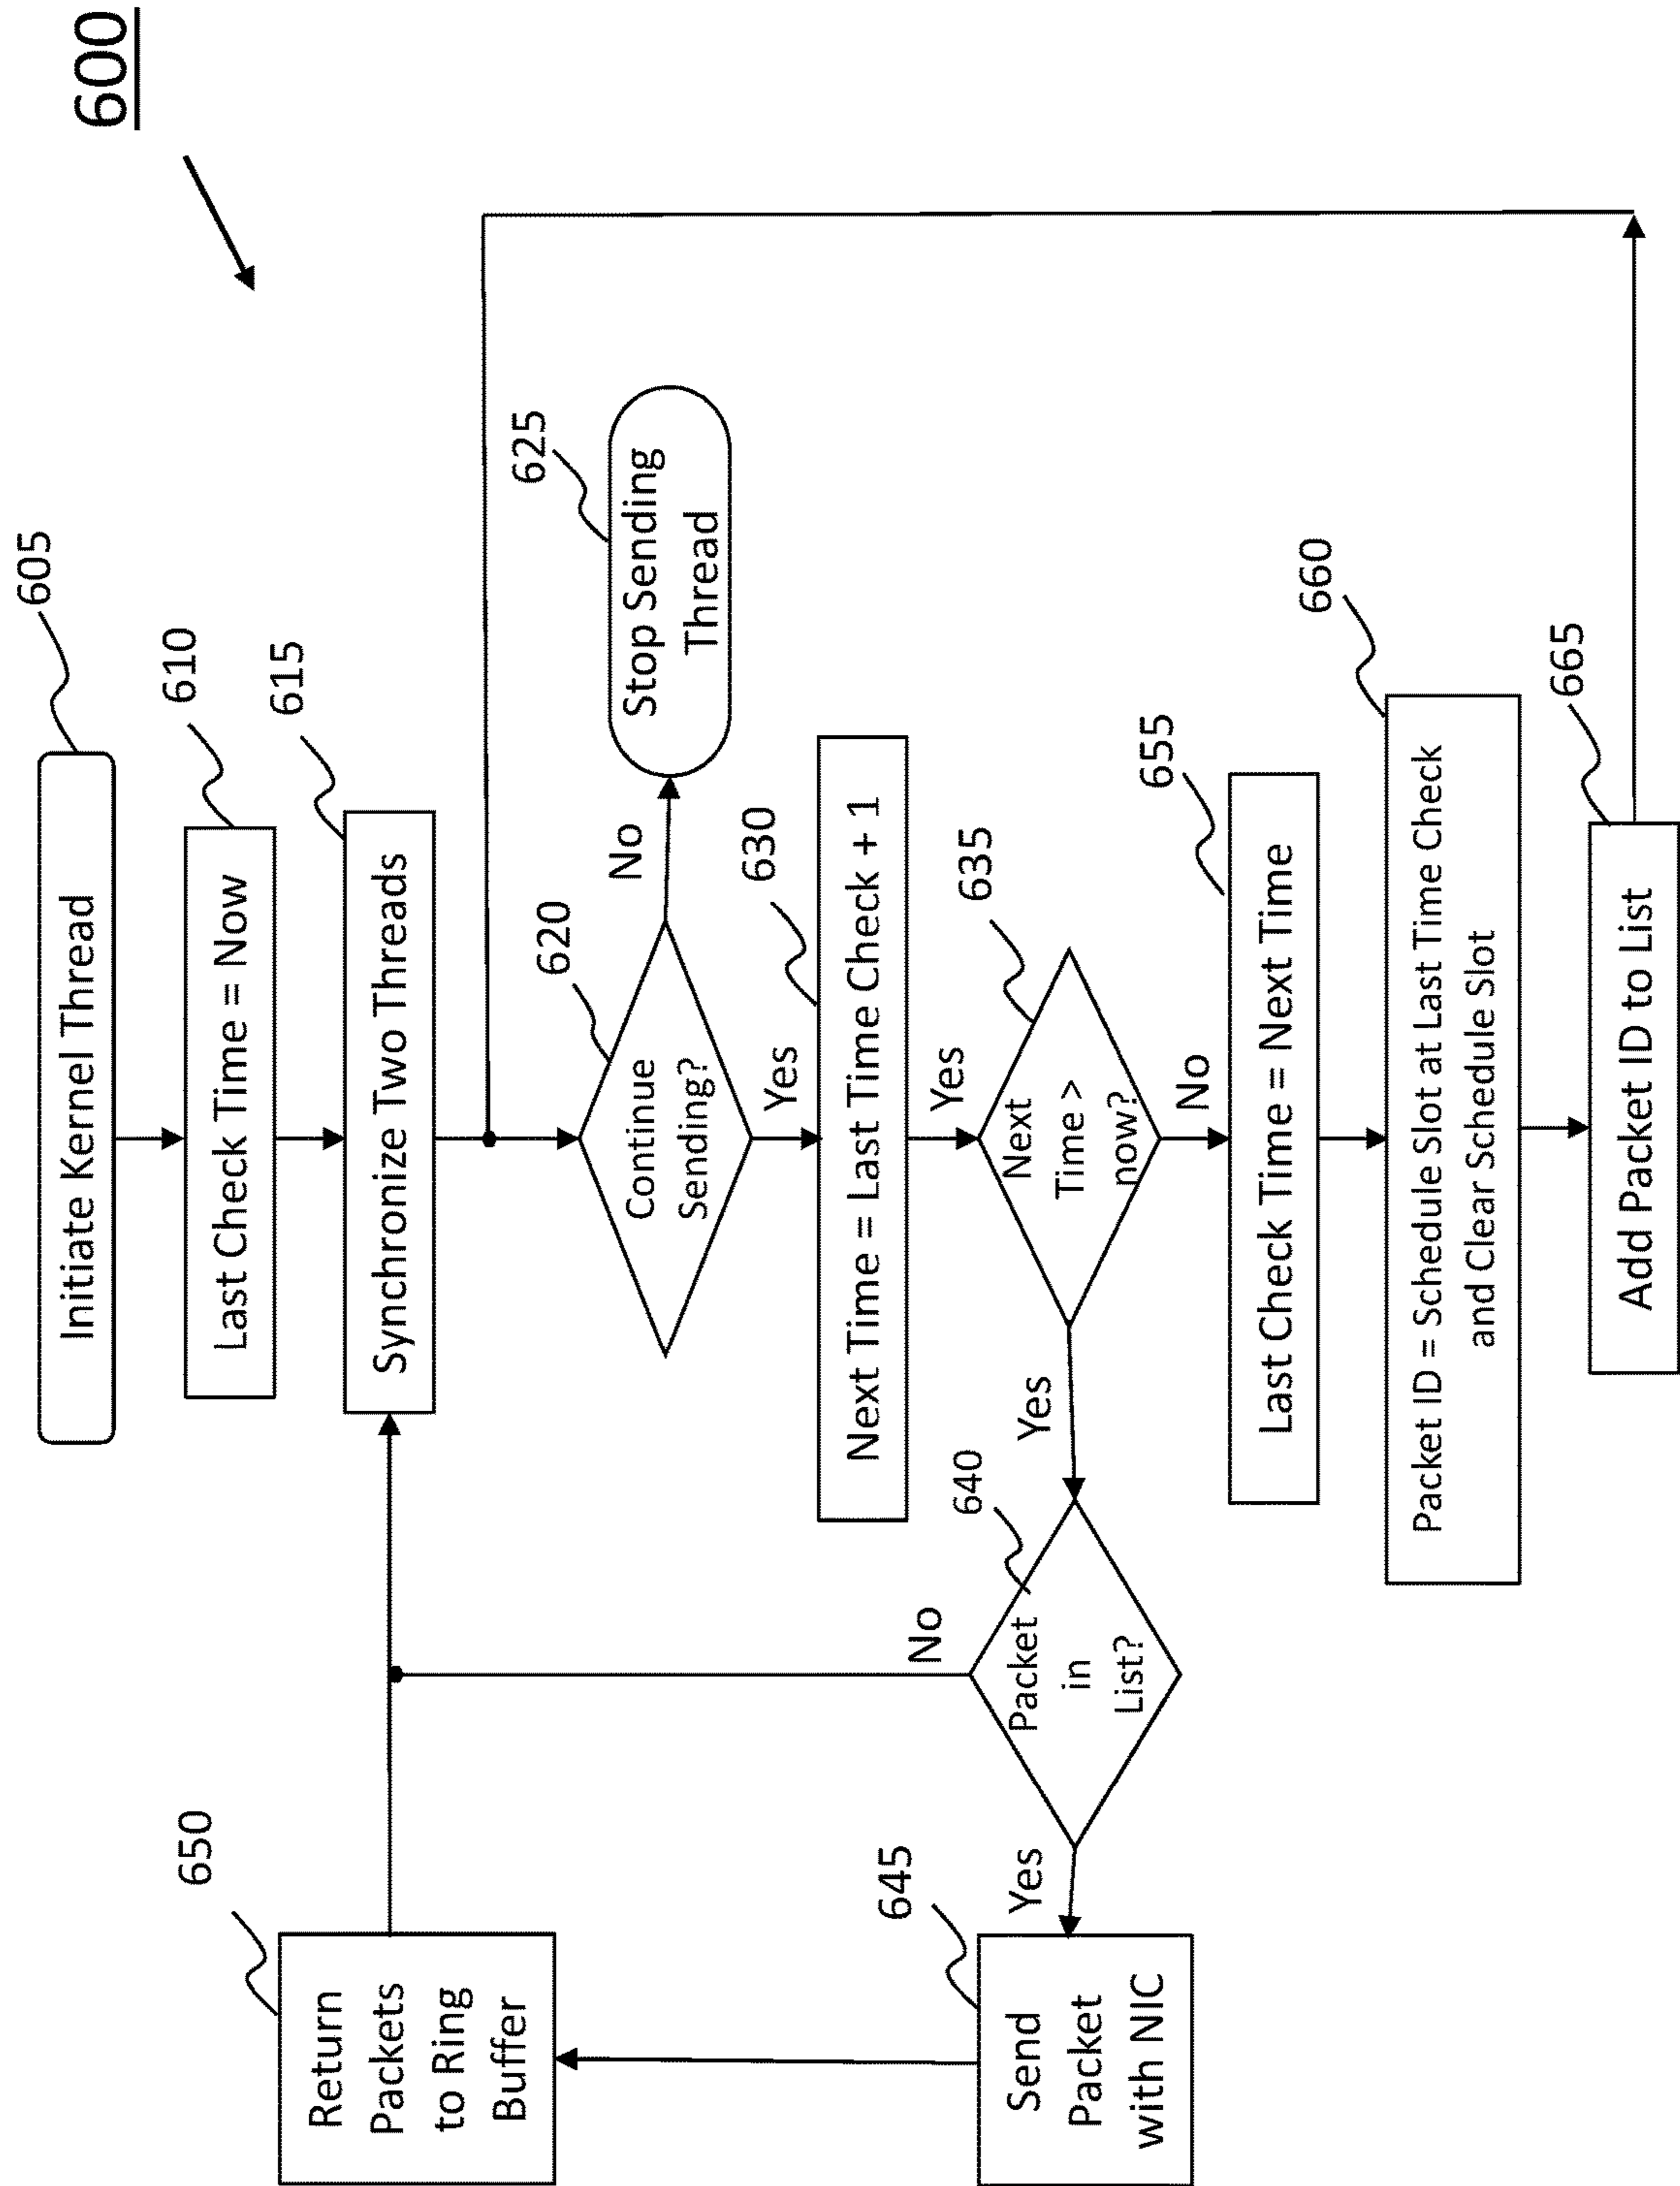 600
605
Initiate Kernel Thread
610
Last Check Time = Now
615
Synchronize Two Threads
620
Continue
Sending?
No
625
Stop Sending
Thread
Yes
630
Next Time = Last Time Check + 1
Yes
635
Next
Time >
now?
Yes
640
Packet
in
List?
No
Yes
645
Send
Packet
with NIC
650
Return
Packets
to Ring
Buffer
No
655
Last Check Time = Next Time
660
Packet ID = Schedule Slot at Last Time Check
and Clear Schedule Slot
665
Add Packet ID to List